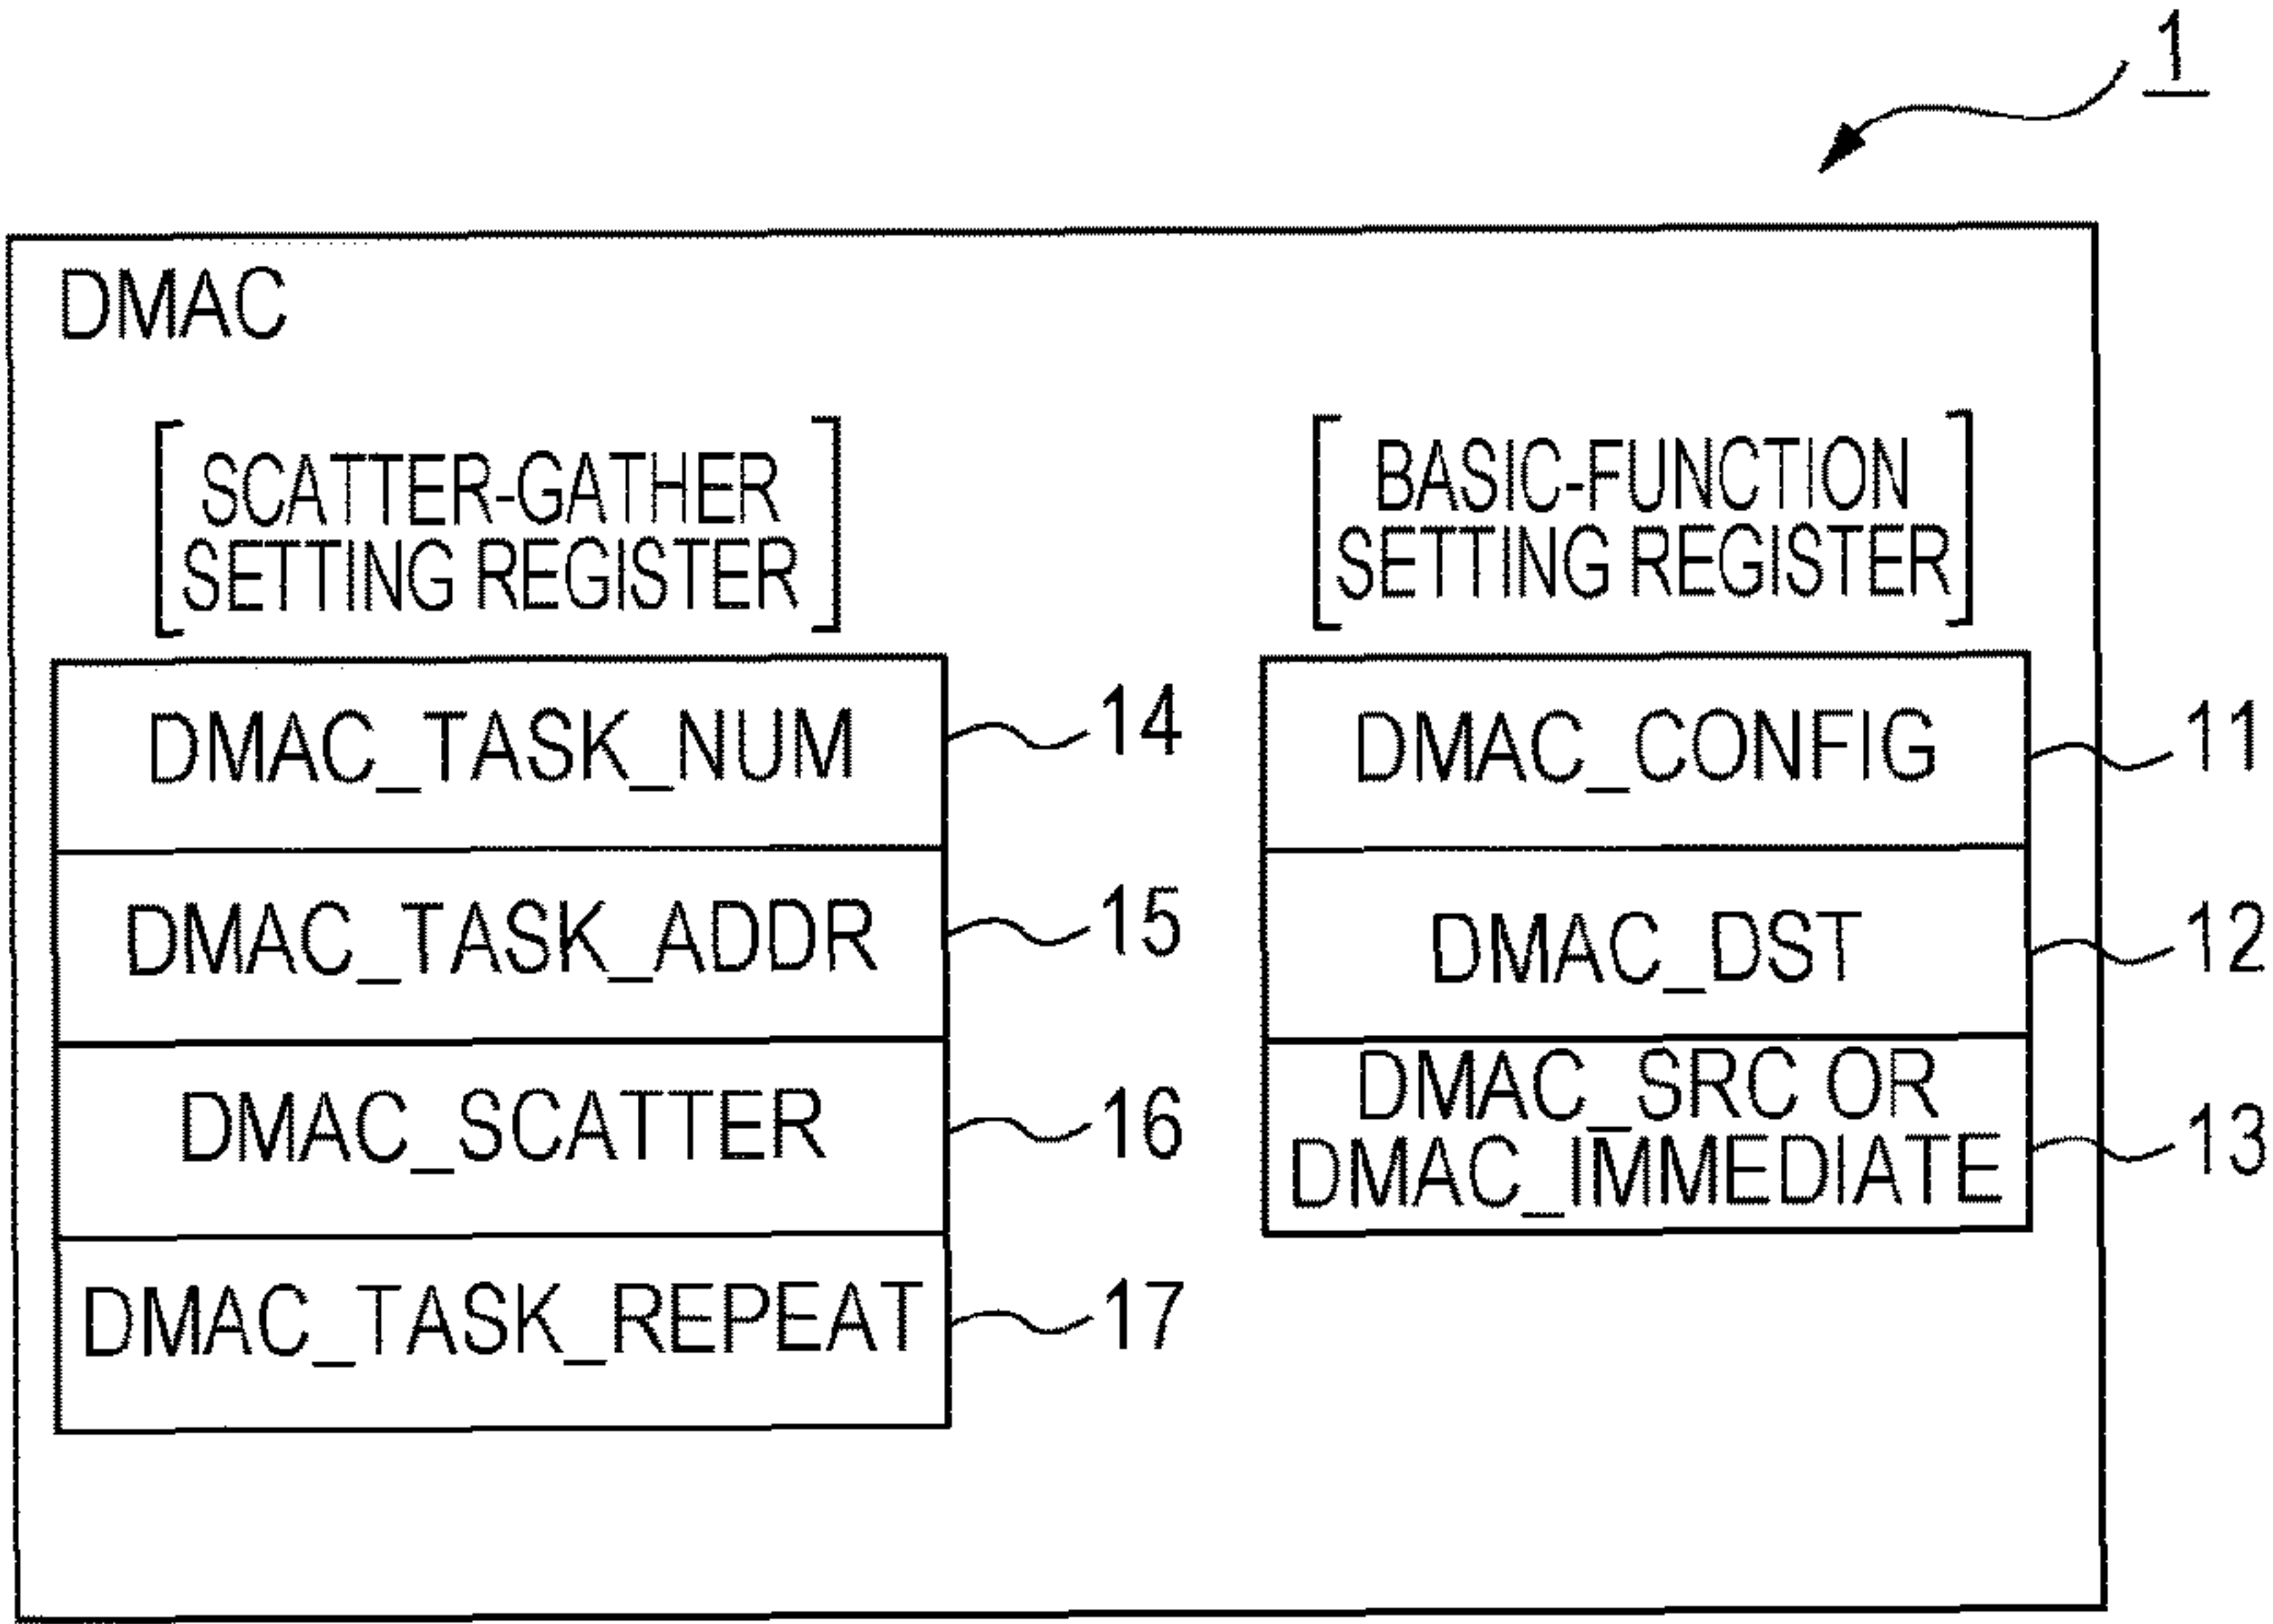 1
DMAC
SCATTER-GATHER
SETTING REGISTER
DMAC_TASK_NUM
14
DMAC_TASK_ADDR
15
DMAC_SCATTER
16
DMAC_TASK_REPEAT
17
BASIC-FUNCTION
SETTING REGISTER
DMAC_CONFIG
11
DMAC_DST
12
DMAC_SRC OR
DMAC_IMMEDIATE
13